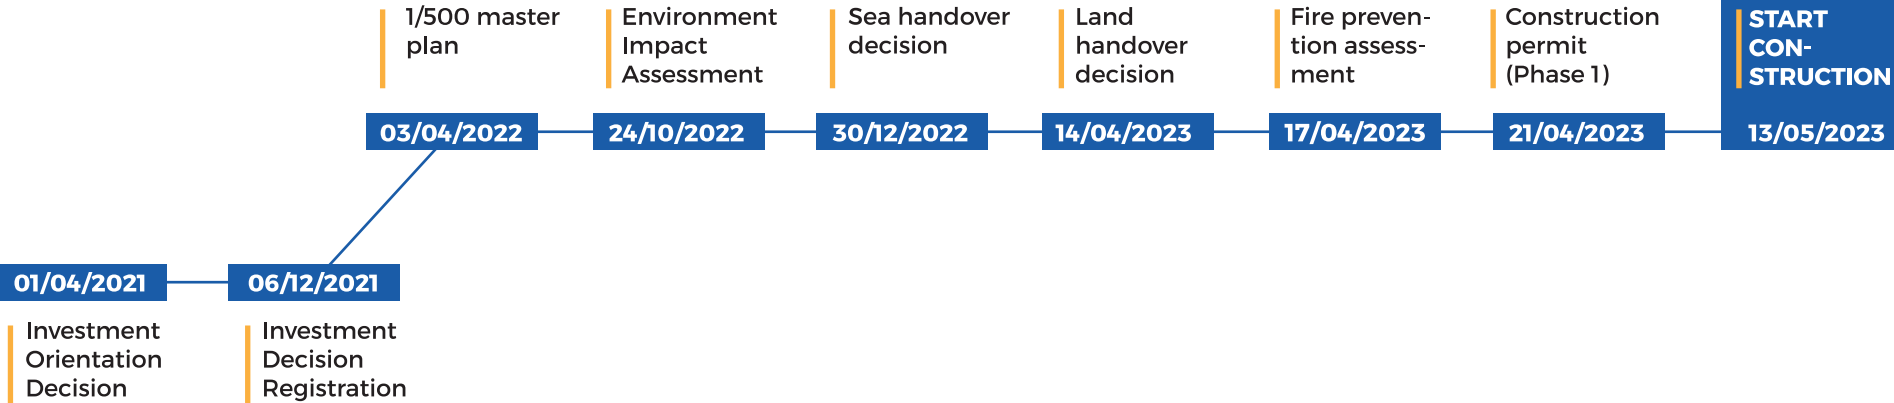 1/500 master
plan
Environment
Impact
Assessment
Sea handover
decision
Land
handover
decision
Fire preven-
tion assess-
ment
Construction
permit
(Phase 1)
START
CON-
STRUCTION
03/04/2022
24/10/2022
30/12/2022
14/04/2023
17/04/2023
21/04/2023
13/05/2023
01/04/2021
06/12/2021
Investment
Orientation
Decision
Investment
Decision
Registration